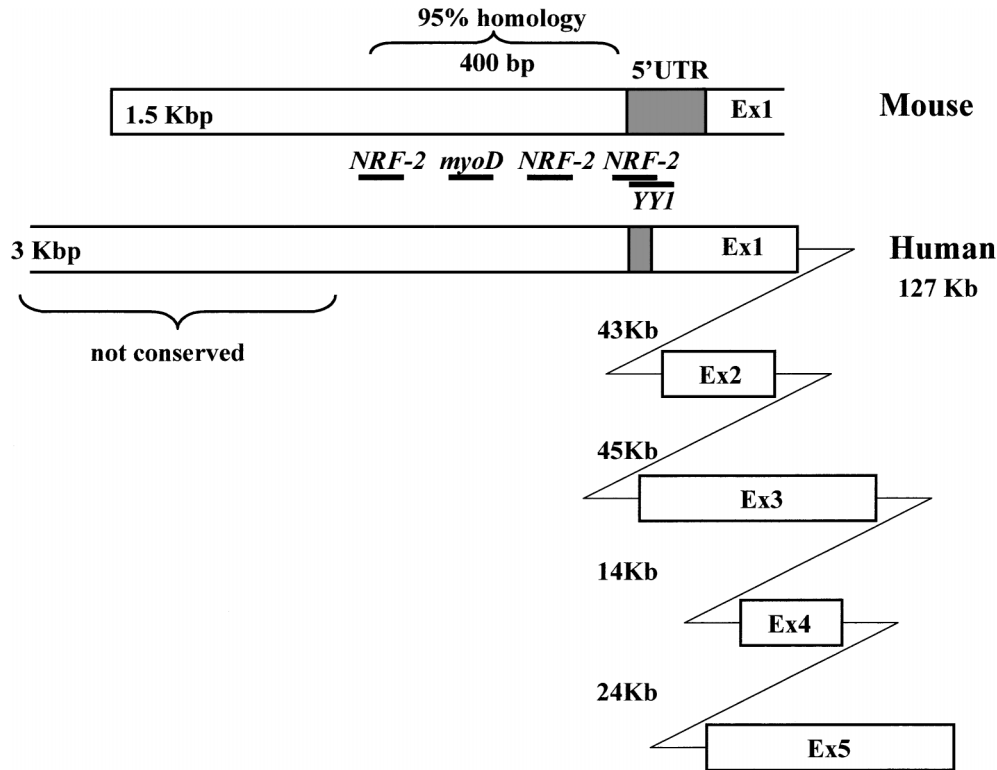 95% homology
400 bp
5'UTR
1.5 Kbp
Ex1
Mouse
NRF-2 myoD NRF-2 NRF-2
YY1
3 Kbp
Ex1
Human
127 Kb
not conserved
43Kb
Ex2
45Kb
Ex3
14Kb
Ex4
24Kb
Ex5